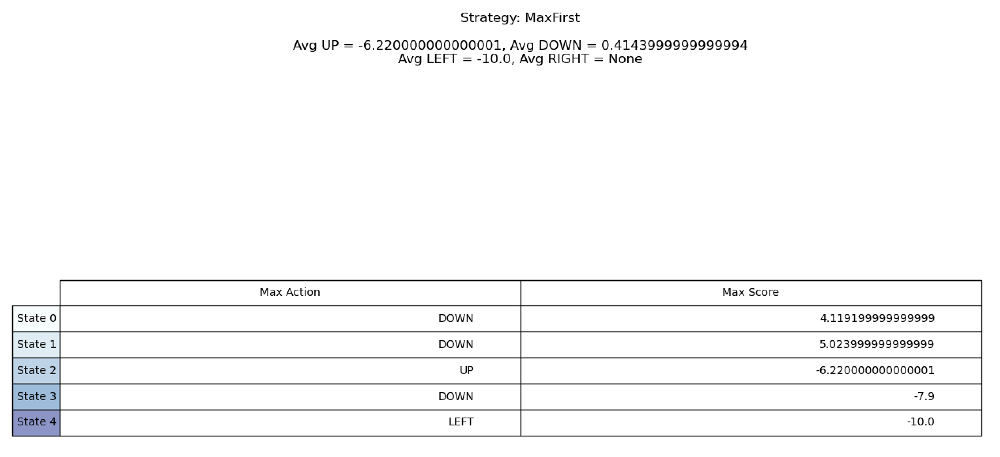 Strategy: MaxFirst
Avg UP = -6.220000000000001, Avg DOWN = 0.4143999999999994
Avg LEFT = -10.0, Avg RIGHT = None
Max Action Max Score
State 0 DOWN 4.119199999999999
State 1 DOWN 5.023999999999999
State 2 UP -6.220000000000001
State 3 DOWN -7.9
State 4 LEFT -10.0